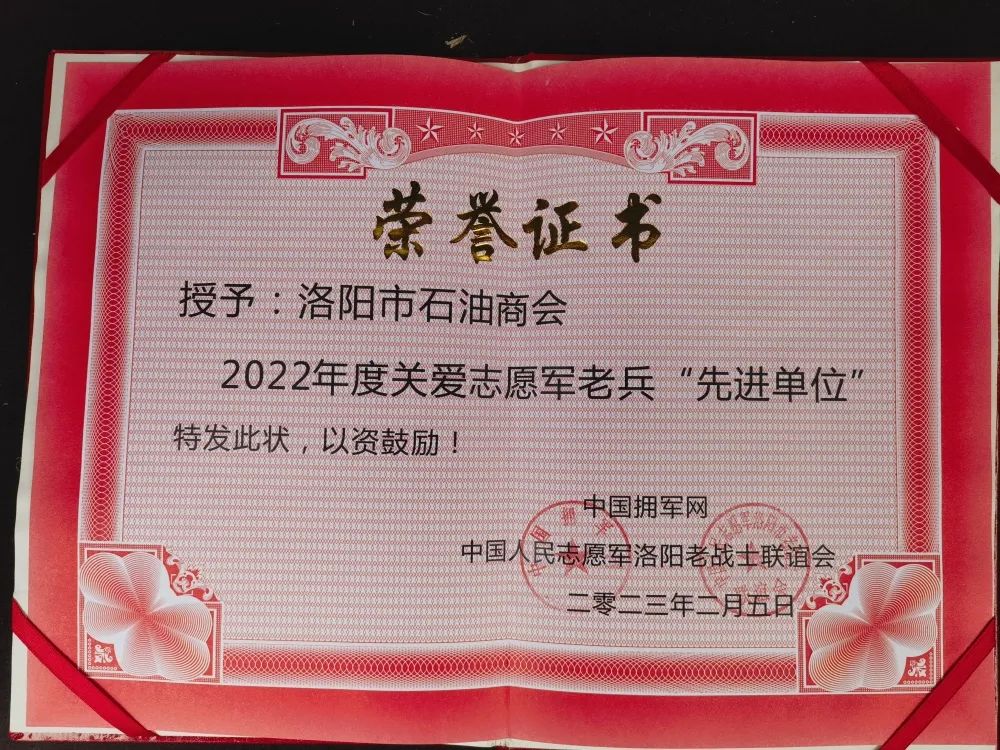 荣誉证书
授予：洛阳市石油商会
2022年度关爱志愿军老兵“先进单位”
特发此状，以资鼓励！
中国拥军网
中国人民志愿军洛阳老战士联谊会
二零二三年二月五日